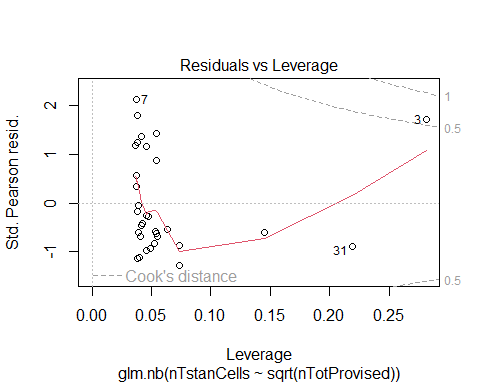 Residuals vs Leverage
Std. Pearson resid.
2
1
0
-1
7
3
31
1
0.5
0.5
Cook's distance
0.00 0.05 0.10 0.15 0.20 0.25
Leverage
glm.nb(nTstanCells ~ sqrt(nTotProvised))